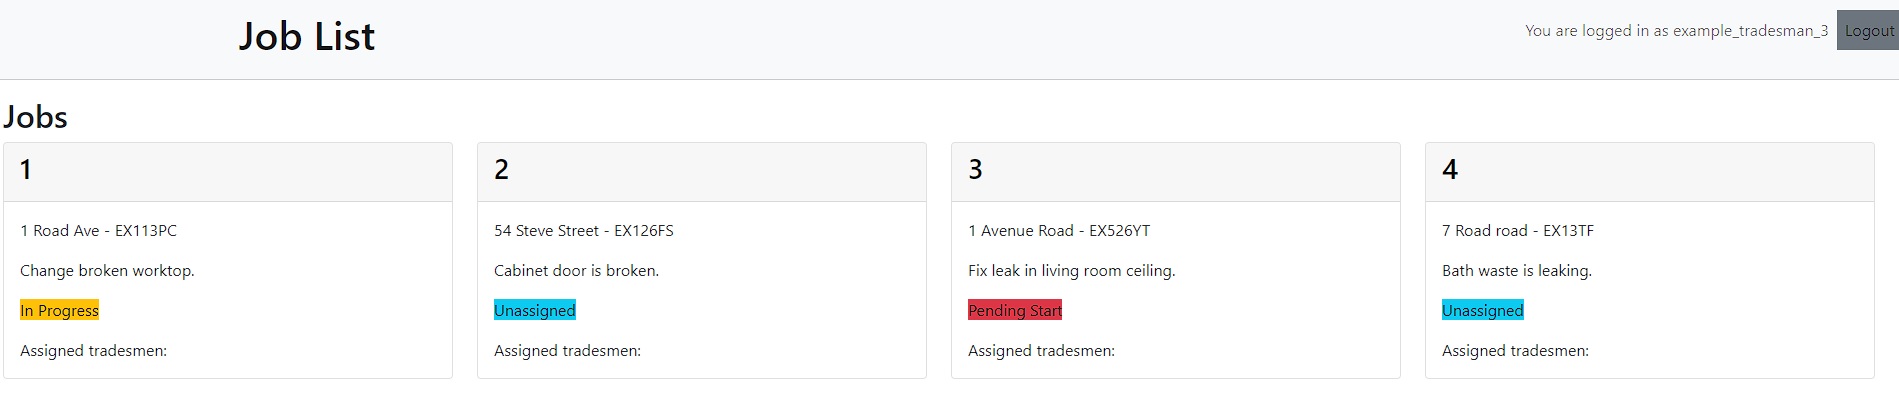 Job List
You are logged in as example_tradesman_3
Logout
Jobs
1
1 Road Ave - EX113PC
Change broken worktop.
In Progress
Assigned tradesmen:
2
54 Steve Street - EX126FS
Cabinet door is broken.
Unassigned
Assigned tradesmen:
3
1 Avenue Road - EX526YT
Fix leak in living room ceiling.
Pending Start
Assigned tradesmen:
4
7 Road road - EX13TF
Bath waste is leaking.
Unassigned
Assigned tradesmen: